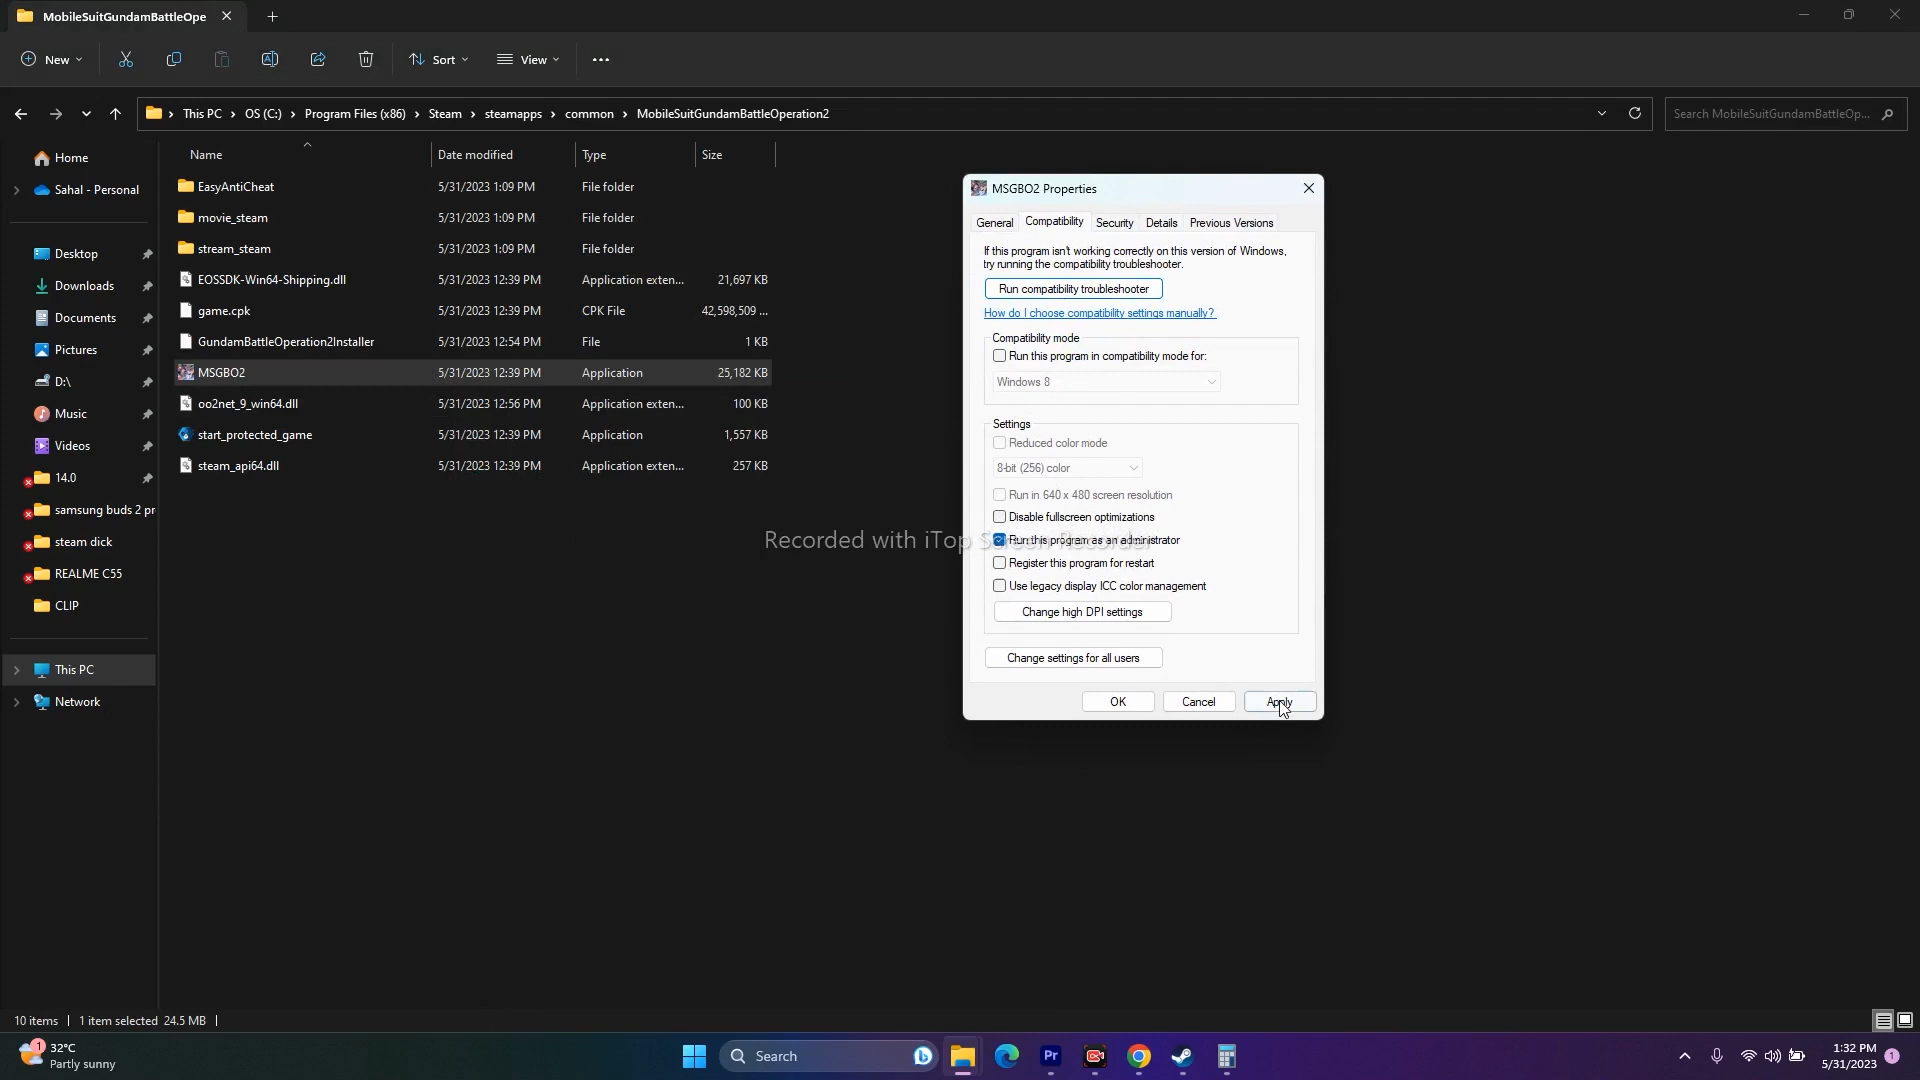 MobileSuitGundamBattleOpe
New
Sort
View
This PC
OS (C:)
Program Files (x86)
Steam
steamapps
common
MobileSuitGundamBattleOperation2
Search MobileSuitGundamBattleOp...
Home
Sahal - Personal
Desktop
Downloads
Documents
Pictures
D:\
Music
Videos
14.0
samsung buds 2 pr
steam dick
REALME C55
CLIP
This PC
Network
Name Date modified Type Size
EasyAntiCheat 5/31/2023 1:09 PM File folder
movie_steam 5/31/2023 1:09 PM File folder
stream_steam 5/31/2023 1:09 PM File folder
EOSSDK-Win64-Shipping.dll 5/31/2023 12:39 PM Application exten... 21,697 KB
game.cpk 5/31/2023 12:39 PM CPK File 42,598,509 ...
GundamBattleOperation2Installer 5/31/2023 12:54 PM File 1 KB
MSGBO2 5/31/2023 12:39 PM Application 25,182 KB
oo2net_9_win64.dll 5/31/2023 12:56 PM Application exten... 100 KB
start_protected_game 5/31/2023 12:39 PM Application 1,557 KB
steam_api64.dll 5/31/2023 12:39 PM Application exten... 257 KB
MSGBO2 Properties
General Compatibility Security Details Previous Versions
If this program isn't working correctly on this version of Windows,
try running the compatibility troubleshooter.
Run compatibility troubleshooter
How do I choose compatibility settings manually?
Compatibility mode
Run this program in compatibility mode for:
Windows 8
Settings
Reduced color mode
8-bit (256) color
Run in 640 x 480 screen resolution
Disable fullscreen optimizations
Run this program as an administrator
Register this program for restart
Use legacy display ICC color management
Change high DPI settings
Change settings for all users
OK Cancel Apply
Recorded with iTop Screen Recorder
10 items 1 item selected 24.5 MB
1
32°C
Partly sunny
Search
Pr
1:32 PM
5/31/2023
1